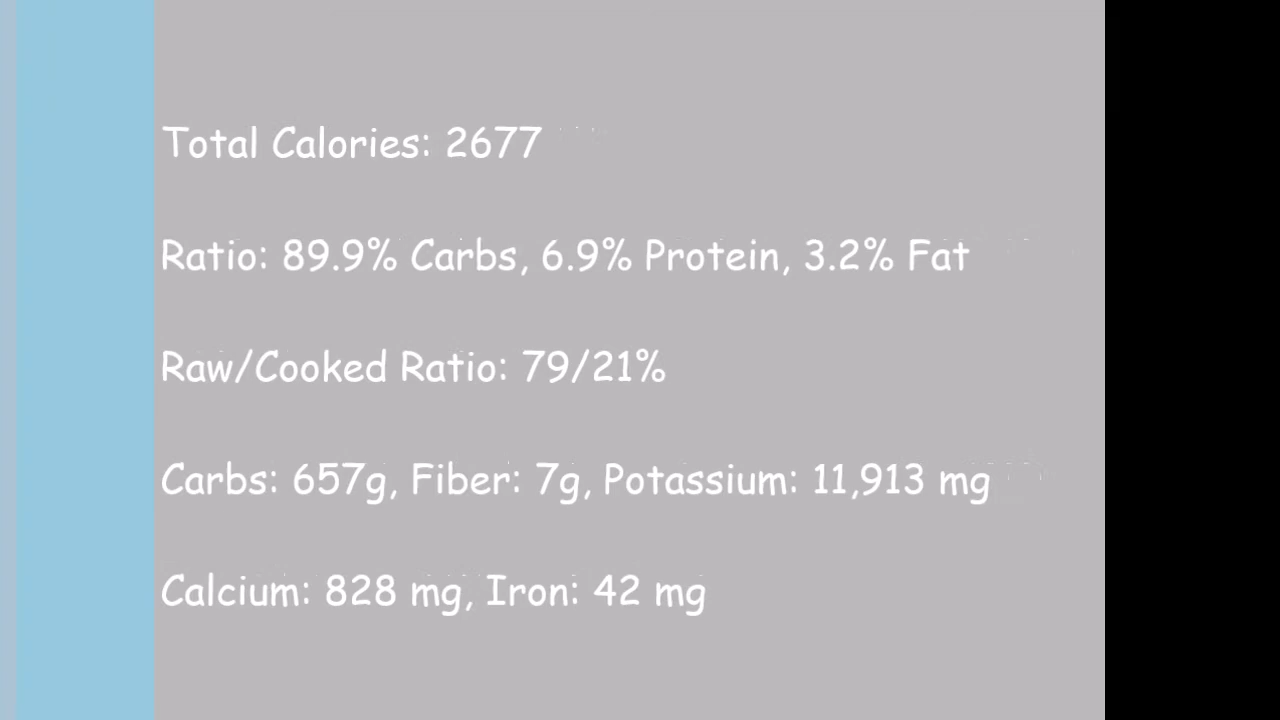 Total Calories: 2677
Ratio: 89.9% Carbs, 6.9% Protein, 3.2% Fat
Raw/Cooked Ratio: 79/21%
Carbs: 657g, Fiber: 7g, Potassium: 11,913 mg
Calcium: 828 mg, Iron: 42 mg